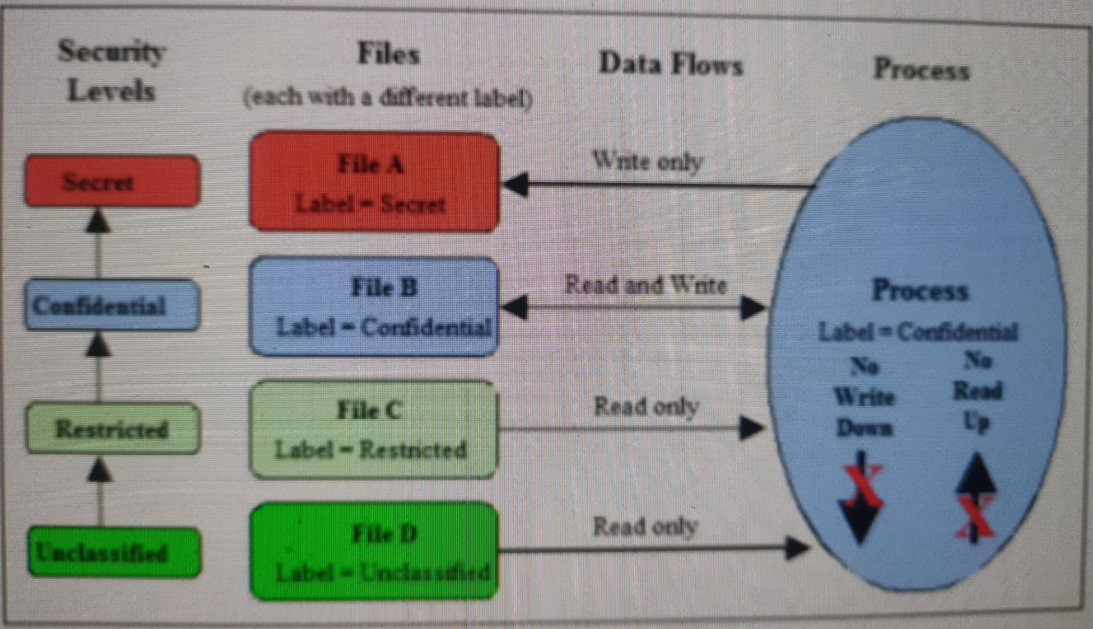 Security
Levels
Files
(each with a different label)
Data Flows
Process
Secret
File A
Label = Secret
Write only
Confidential
File B
Label = Confidential
Read and Write
Process
Label = Confidential
No
Write
Down
No
Read
Up
X
X
Restricted
File C
Label = Restricted
Read only
Unclassified
File D
Label = Unclassified
Read only